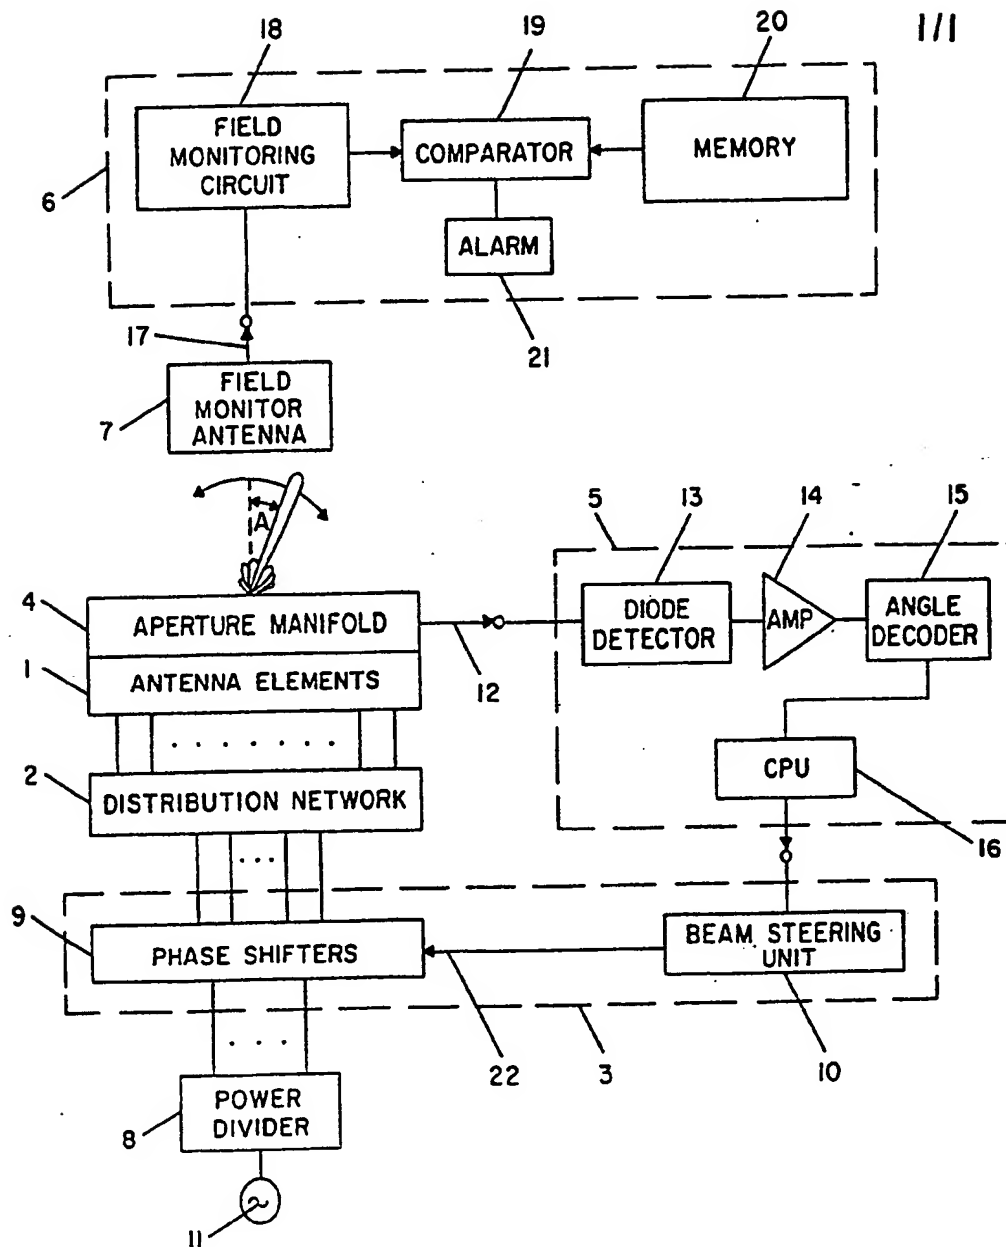 1/1
18
19
20
FIELD
MONITORING
CIRCUIT
COMPARATOR
MEMORY
6
ALARM
17
21
FIELD
MONITOR
ANTENNA
7
A
5
13
14
15
4
APERTURE MANIFOLD
DIODE
DETECTOR
AMP
ANGLE
DECODER
1
ANTENNA ELEMENTS
12
2
DISTRIBUTION NETWORK
CPU
16
9
PHASE SHIFTERS
BEAM STEERING
UNIT
22
3
10
POWER
DIVIDER
8
~
11